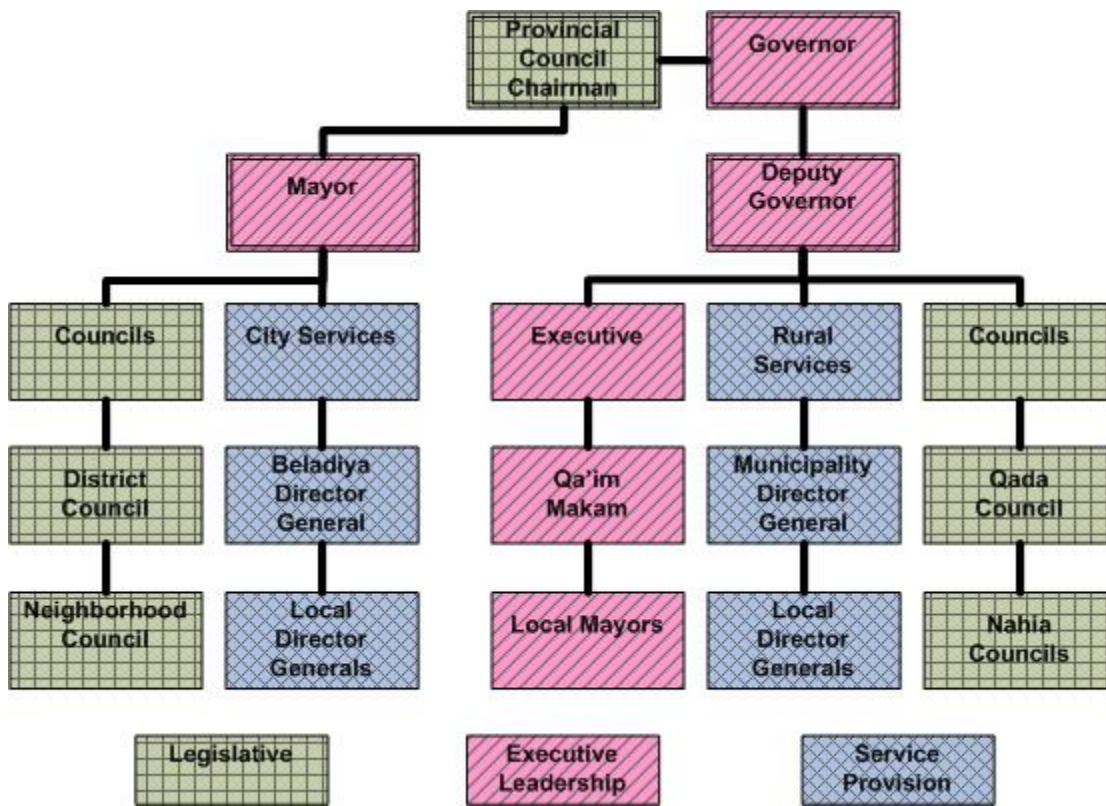 Provincial
Council
Chairman
Governor
Mayor
Deputy
Governor
Councils
City Services
Executive
Rural
Services
Councils
District
Council
Beladiya
Director
General
Qa'im
Makam
Municipality
Director
General
Qada
Council
Neighborhood
Council
Local
Director
Generals
Local Mayors
Local
Director
Generals
Nahia
Councils
Legislative
Executive
Leadership
Service
Provision